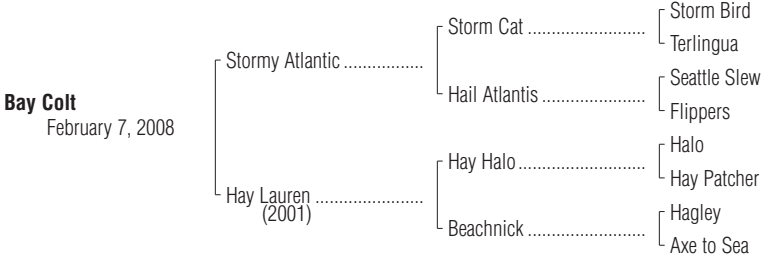 Storm Bird
Storm Cat ........................
Terlingua
Stormy Atlantic ................
Seattle Slew
Hail Atlantis .....................
Flippers
Bay Colt
February 7, 2008
Halo
Hay Halo ..........................
Hay Patcher
Hay Lauren ......................
(2001)
Hagley
Beachnick ........................
Axe to Sea